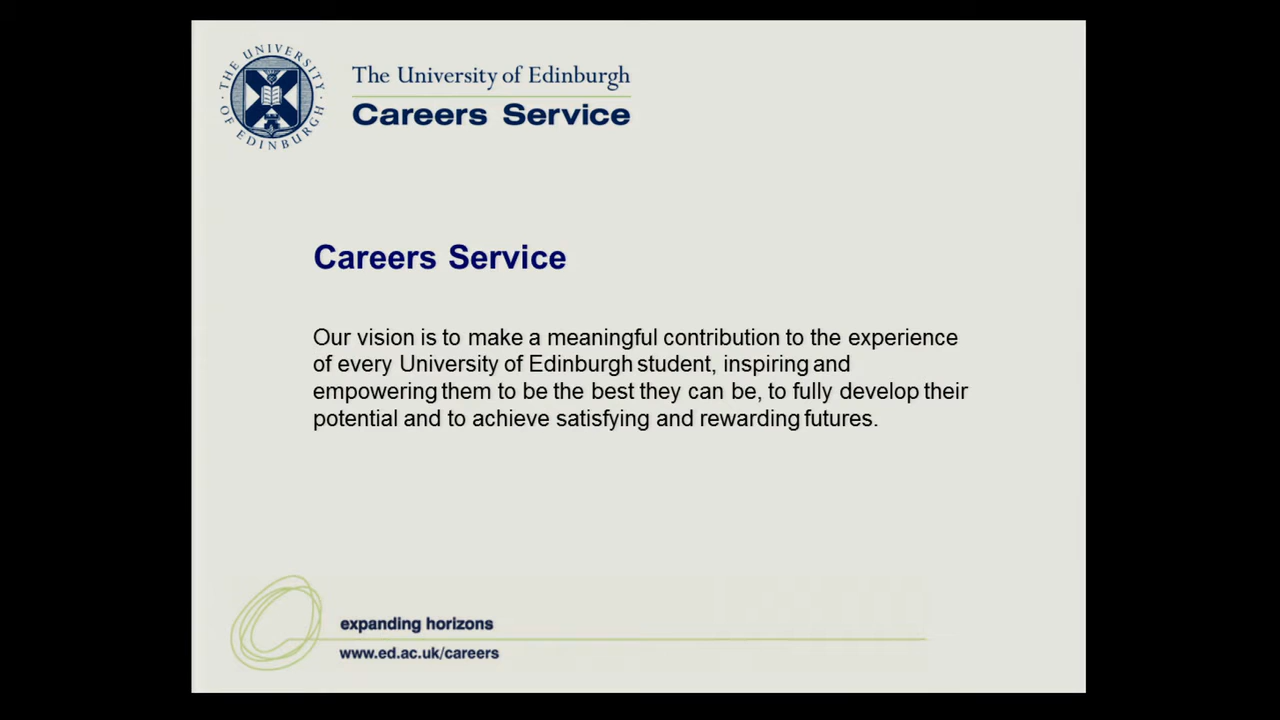 THE UNIVERSITY OF EDINBURGH
The University of Edinburgh
Careers Service
Careers Service
Our vision is to make a meaningful contribution to the experience
of every University of Edinburgh student, inspiring and
empowering them to be the best they can be, to fully develop their
potential and to achieve satisfying and rewarding futures.
expanding horizons
www.ed.ac.uk/careers